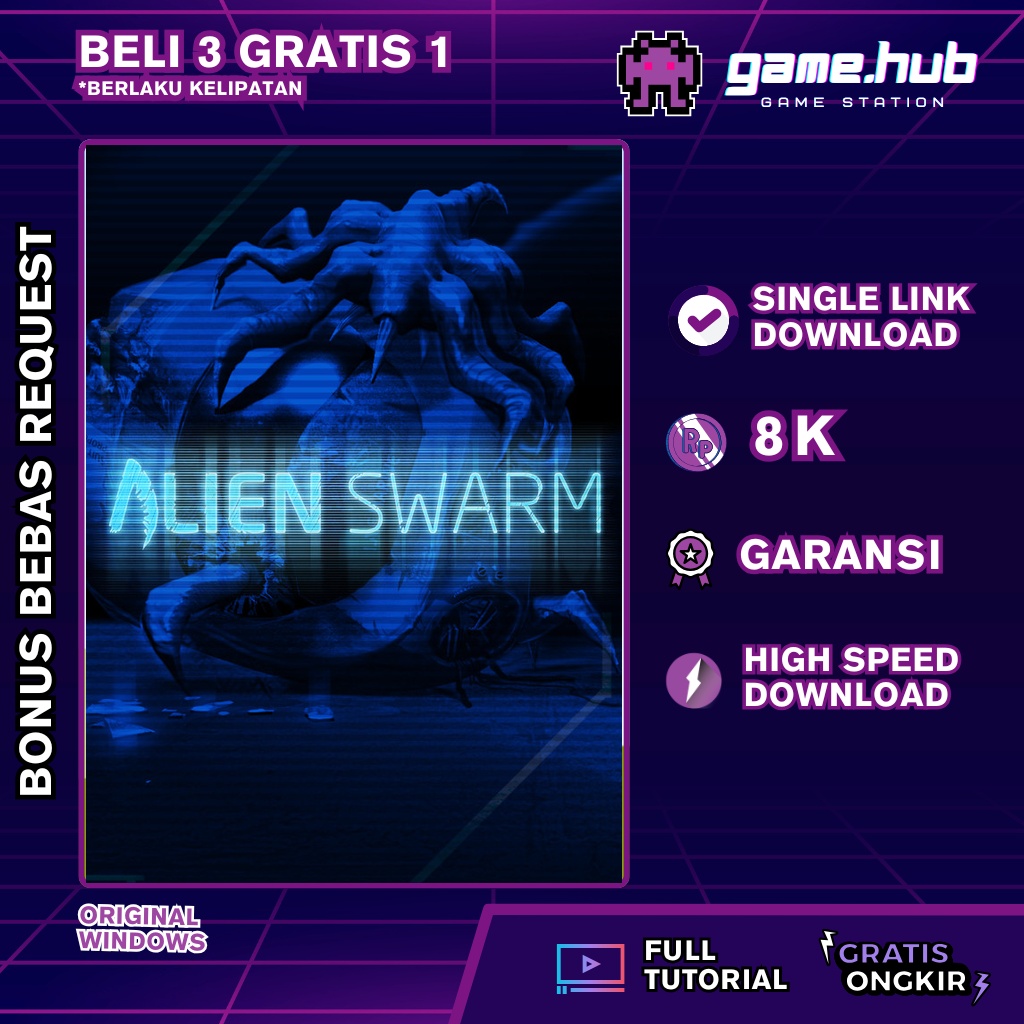 BELI 3 GRATIS 1
*BERLAKU KELIPATAN
game.hub
GAME STATION
BONUS BEBAS REQUEST
ALIEN SWARM
SINGLE LINK
DOWNLOAD
Rp
8K
GARANSI
HIGH SPEED
DOWNLOAD
ORIGINAL
WINDOWS
FULL
TUTORIAL
GRATIS
ONGKIR